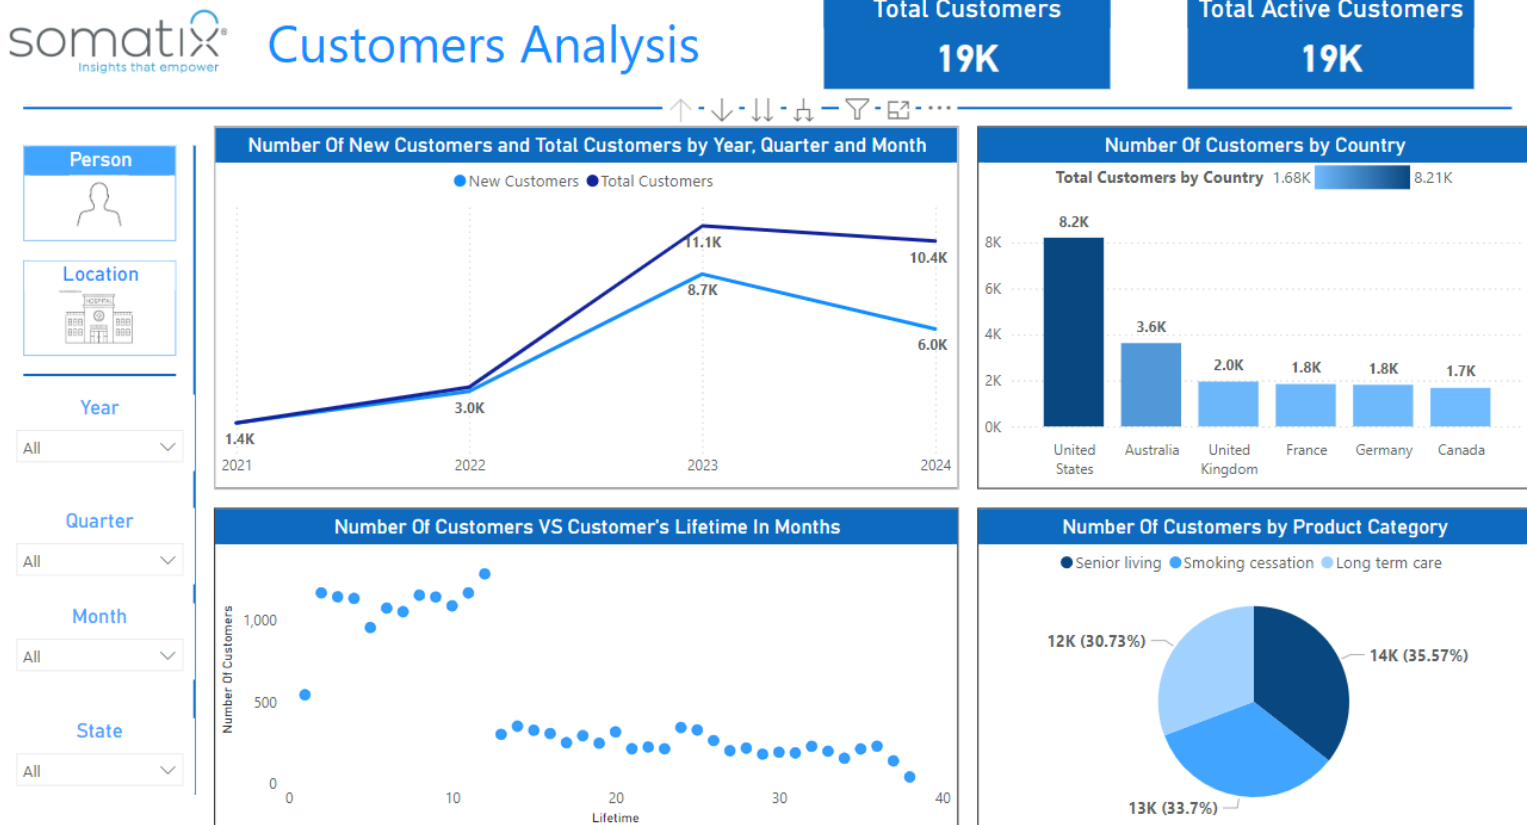 somatix®
Insights that empower
Customers Analysis
Total Customers
19K
Total Active Customers
19K
Person
Location
HOSPITAL
Year
All
Quarter
All
Month
All
State
All
Number Of New Customers and Total Customers by Year, Quarter and Month
New Customers Total Customers
11.1K
10.4K
8.7K
6.0K
3.0K
1.4K
2021 2022 2023 2024
Number Of Customers by Country
Total Customers by Country 1.68K 8.21K
8.2K
8K
6K
3.6K
4K
2.0K 1.8K 1.8K 1.7K
2K
0K
United States Australia United Kingdom France Germany Canada
Number Of Customers VS Customer's Lifetime In Months
Number Of Customers
1,000
500
0
0 10 20 30 40
Lifetime
Number Of Customers by Product Category
Senior living Smoking cessation Long term care
12K (30.73%)
14K (35.57%)
13K (33.7%)